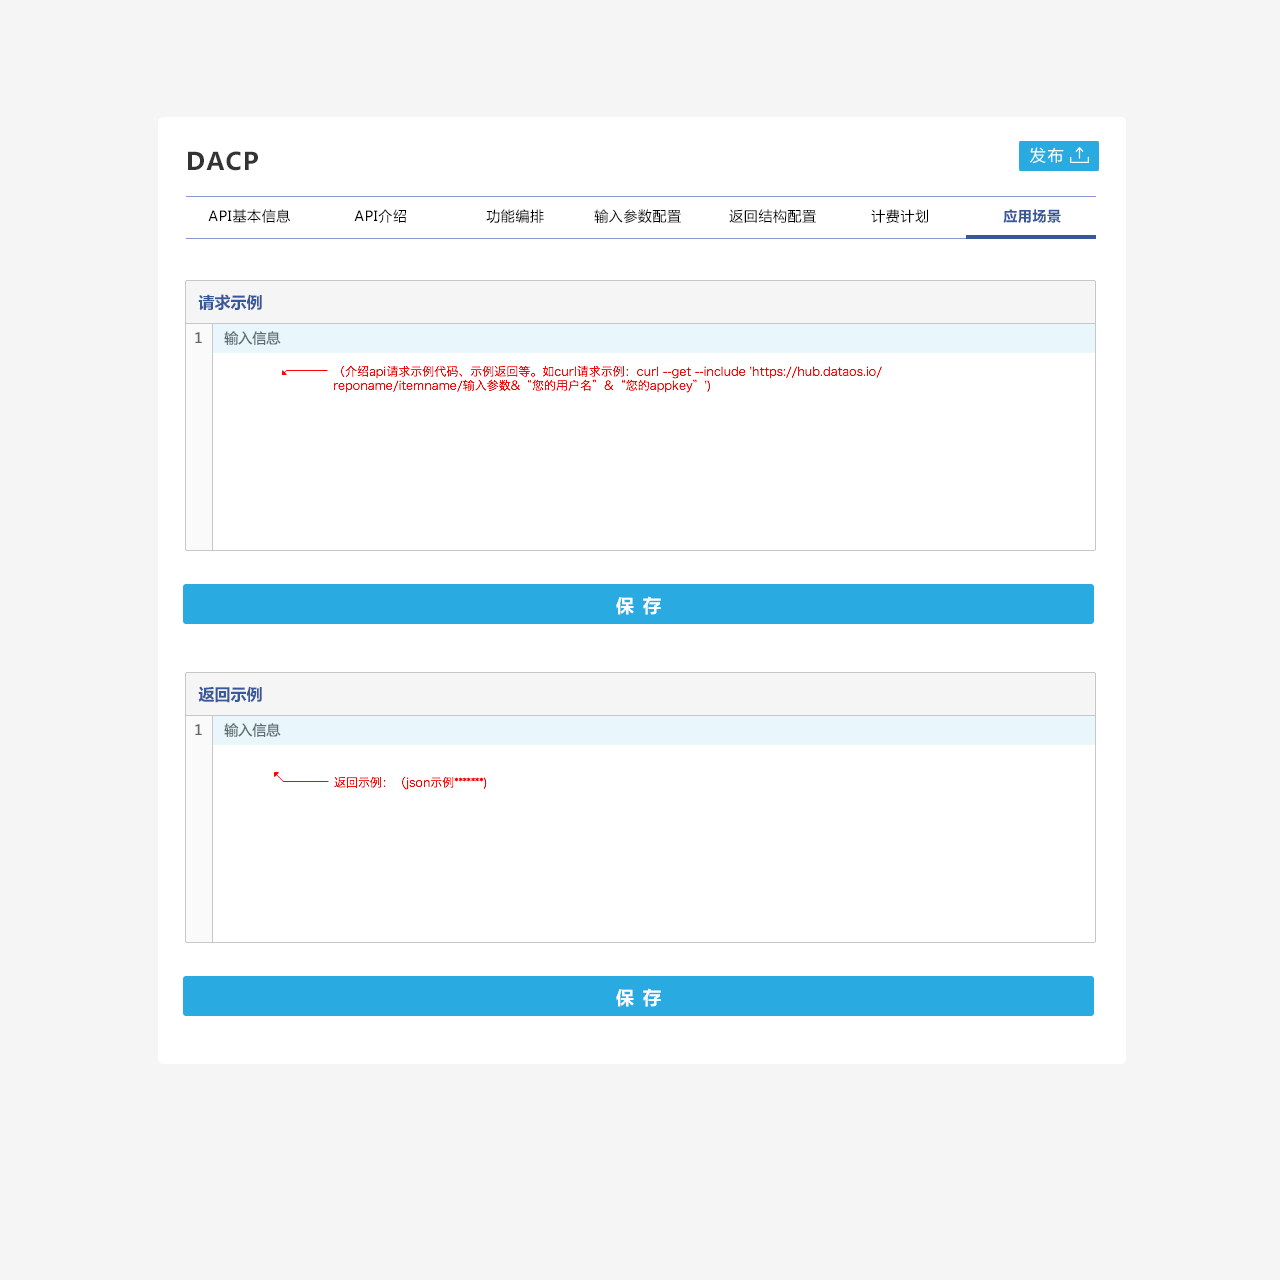 DACP
发布
API基本信息 API介绍 功能编排 输入参数配置 返回结构配置 计费计划 应用场景
请求示例
1 输入信息
（介绍api请求示例代码、示例返回等。如curl请求示例：curl --get --include 'https://hub.dataos.io/
reponame/itemname/输入参数&“您的用户名”&“您的appkey”')
保 存
返回示例
1 输入信息
返回示例：（json示例*******)
保 存